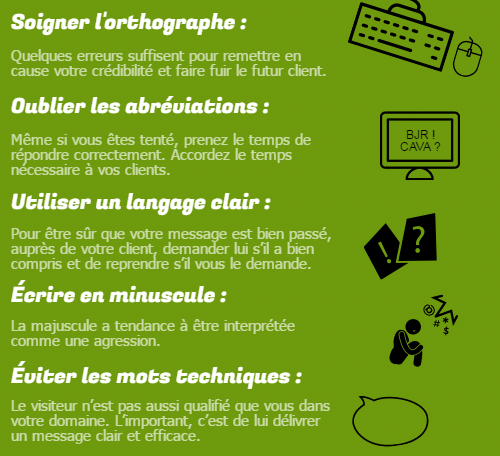 Soigner l'orthographe :
Quelques erreurs suffisent pour remettre en
cause votre crédibilité et faire fuir le futur client.
Oublier les abréviations :
Même si vous êtes tenté, prenez le temps de
répondre correctement. Accordez le temps
nécessaire à vos clients.
BJR !
CAVA ?
Utiliser un langage clair :
Pour être sûr que votre message est bien passé,
auprès de votre client, demander lui s'il a bien
compris et de reprendre s'il vous le demande.
! ?
Écrire en minuscule :
La majuscule a tendance à être interprétée
comme une agression.
@
# *
$
Éviter les mots techniques :
Le visiteur n'est pas aussi qualifié que vous dans
votre domaine. L'important, c'est de lui délivrer
un message clair et efficace.